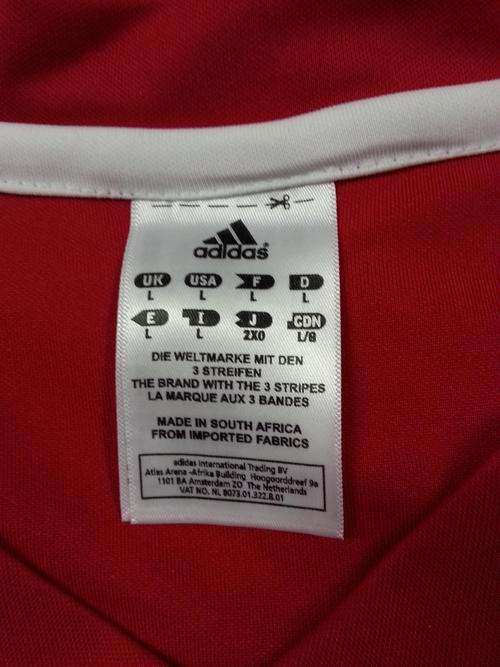 adidas
UK USA F D
L L L L
E I J CDN
L L 2XO L/G
DIE WELTMARKE MIT DEN
3 STREIFEN
THE BRAND WITH THE 3 STRIPES
LA MARQUE AUX 3 BANDES
MADE IN SOUTH AFRICA
FROM IMPORTED FABRICS
adidas International Trading BV
Atlas Arena -Afrika Building Hoogoorddreef 9a
1101 BA Amsterdam ZO The Netherlands
VAT NO. NL 8073.01.322.B.01